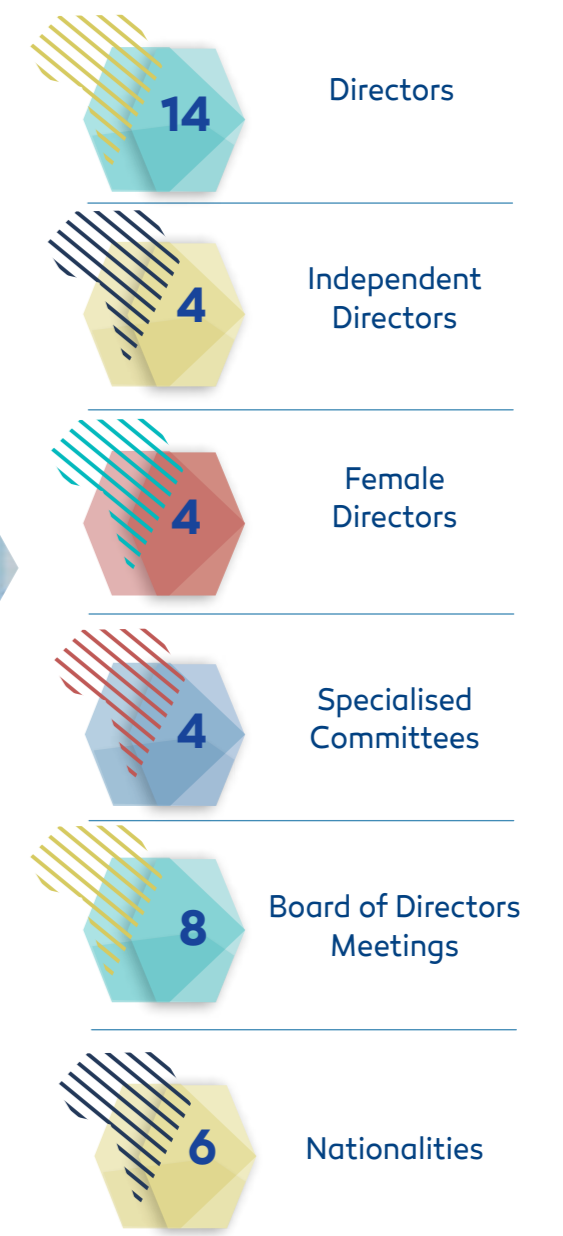 14
Directors
4
Independent
Directors
4
Female
Directors
4
Specialised
Committees
8
Board of Directors
Meetings
6
Nationalities